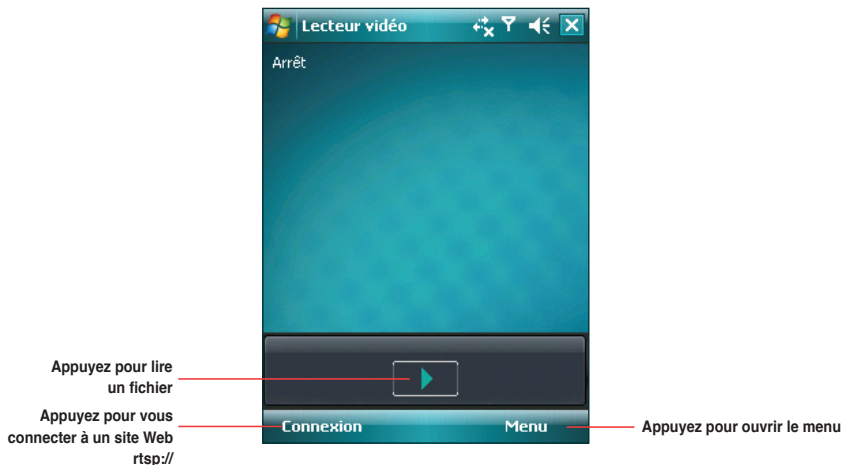 Lecteur vidéo
Arrêt
Appuyez pour lire
un fichier
Appuyez pour vous
connecter à un site Web
rtsp://
Connexion
Menu
Appuyez pour ouvrir le menu